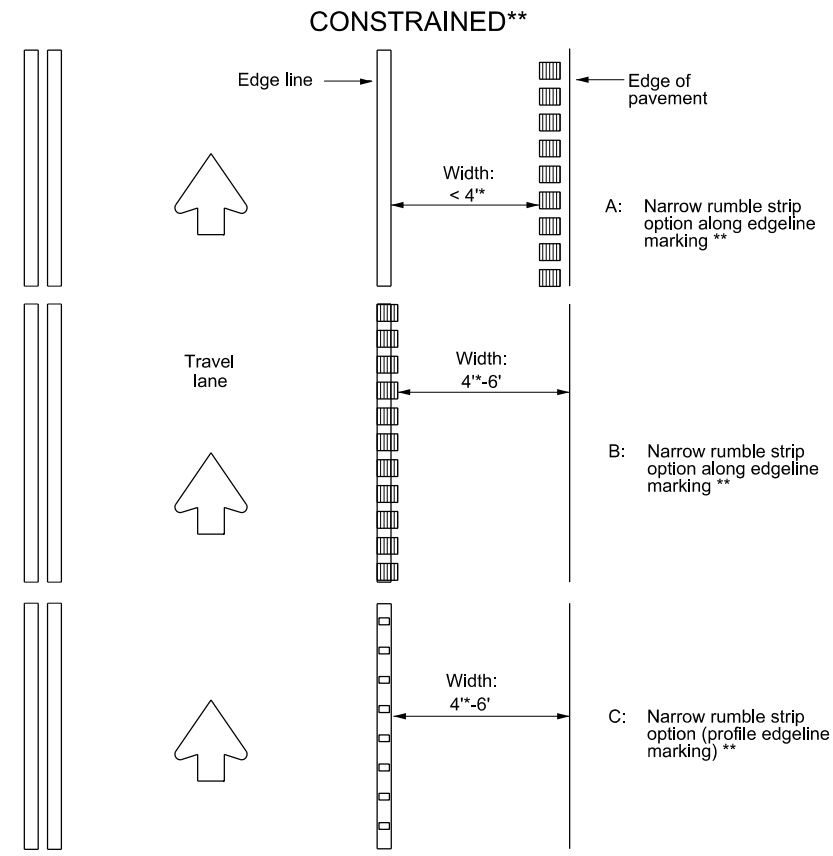 CONSTRAINED**
Edge line
Edge of
pavement
Width:
< 4'*
A: Narrow rumble strip
option along edgeline
marking **
Travel
lane
Width:
4'*-6'
B: Narrow rumble strip
option along edgeline
marking **
Width:
4'*-6'
C: Narrow rumble strip
option (profile edgeline
marking) **